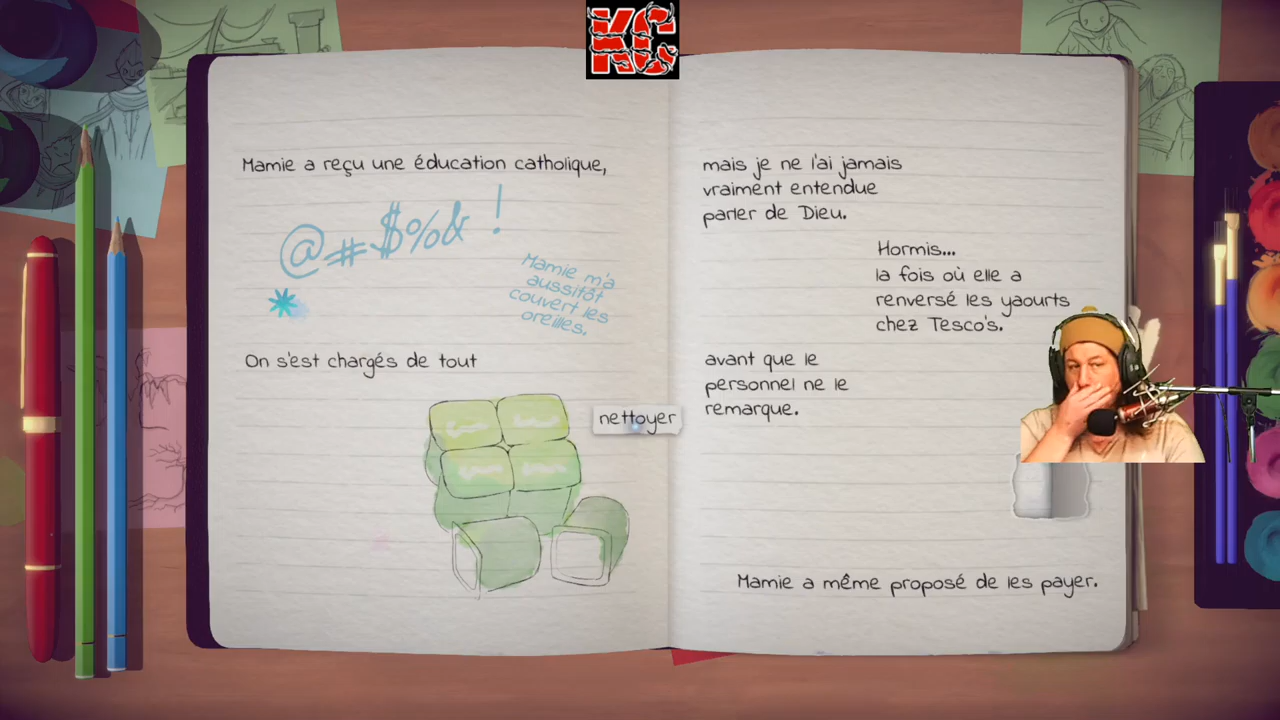 KC
Mamie a reçu une éducation catholique,
@#$%& !
Mamie m'a
aussitôt
couvert les
oreilles.
On s'est chargés de tout
nettoyer
mais je ne l'ai jamais
vraiment entendue
parler de Dieu.
Hormis...
la fois où elle a
renversé les yaourts
chez Tesco's.
avant que le
personnel ne le
remarque.
Mamie a même proposé de les payer.